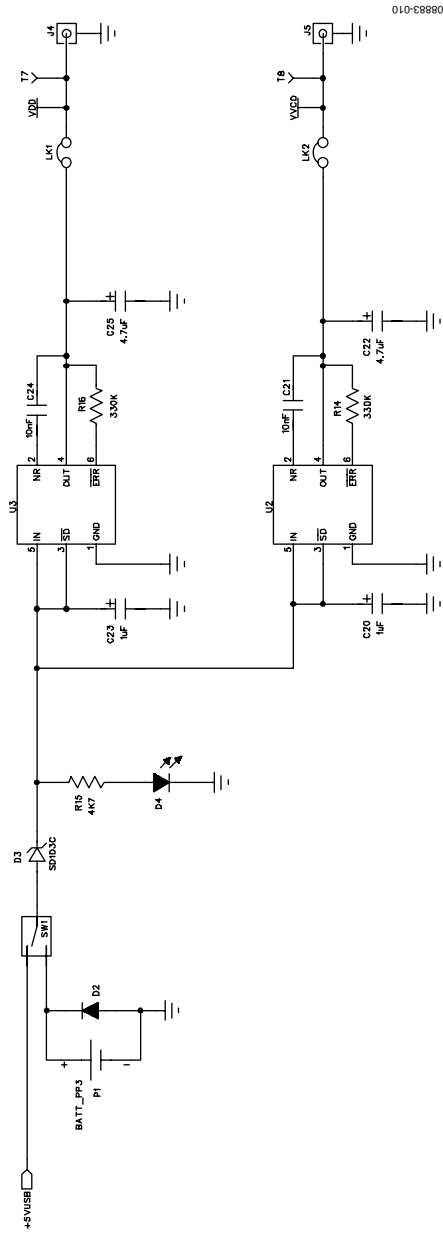 +5VUSB
BATT_PP3
P1
+
-
D2
SW1
D3
SD103C
R15
4K7
D4
C23
1uF
+
U3
5
IN
3
SD
1
GND
NR
2
OUT
4
ERR
6
C24
10nF
R16
330K
C25
4.7uF
+
LK1
VDD
T7
J4
C20
1uF
+
U2
5
IN
3
SD
1
GND
NR
2
OUT
4
ERR
6
C21
10nF
R14
330K
C22
4.7uF
+
LK2
VVCO
T8
J5
08883-010